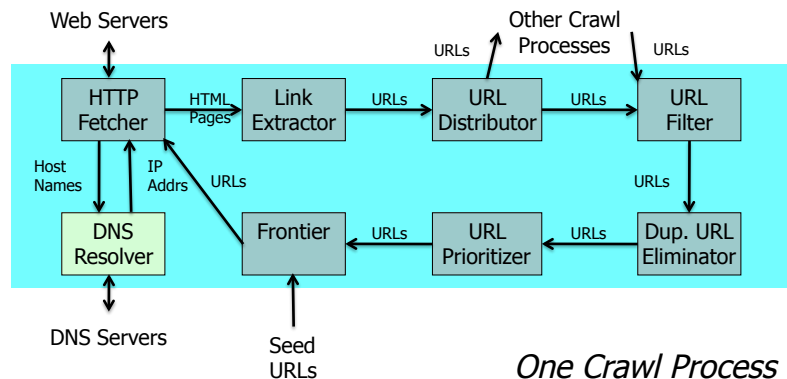 Web Servers
Other Crawl
Processes
URLs
URLs
HTTP
Fetcher
HTML
Pages
Link
Extractor
URLs
URL
Distributor
URLs
URL
Filter
Host
Names
IP
Addrs
URLs
URLs
DNS
Resolver
Frontier
URLs
URL
Prioritizer
URLs
Dup. URL
Eliminator
DNS Servers
Seed
URLs
One Crawl Process